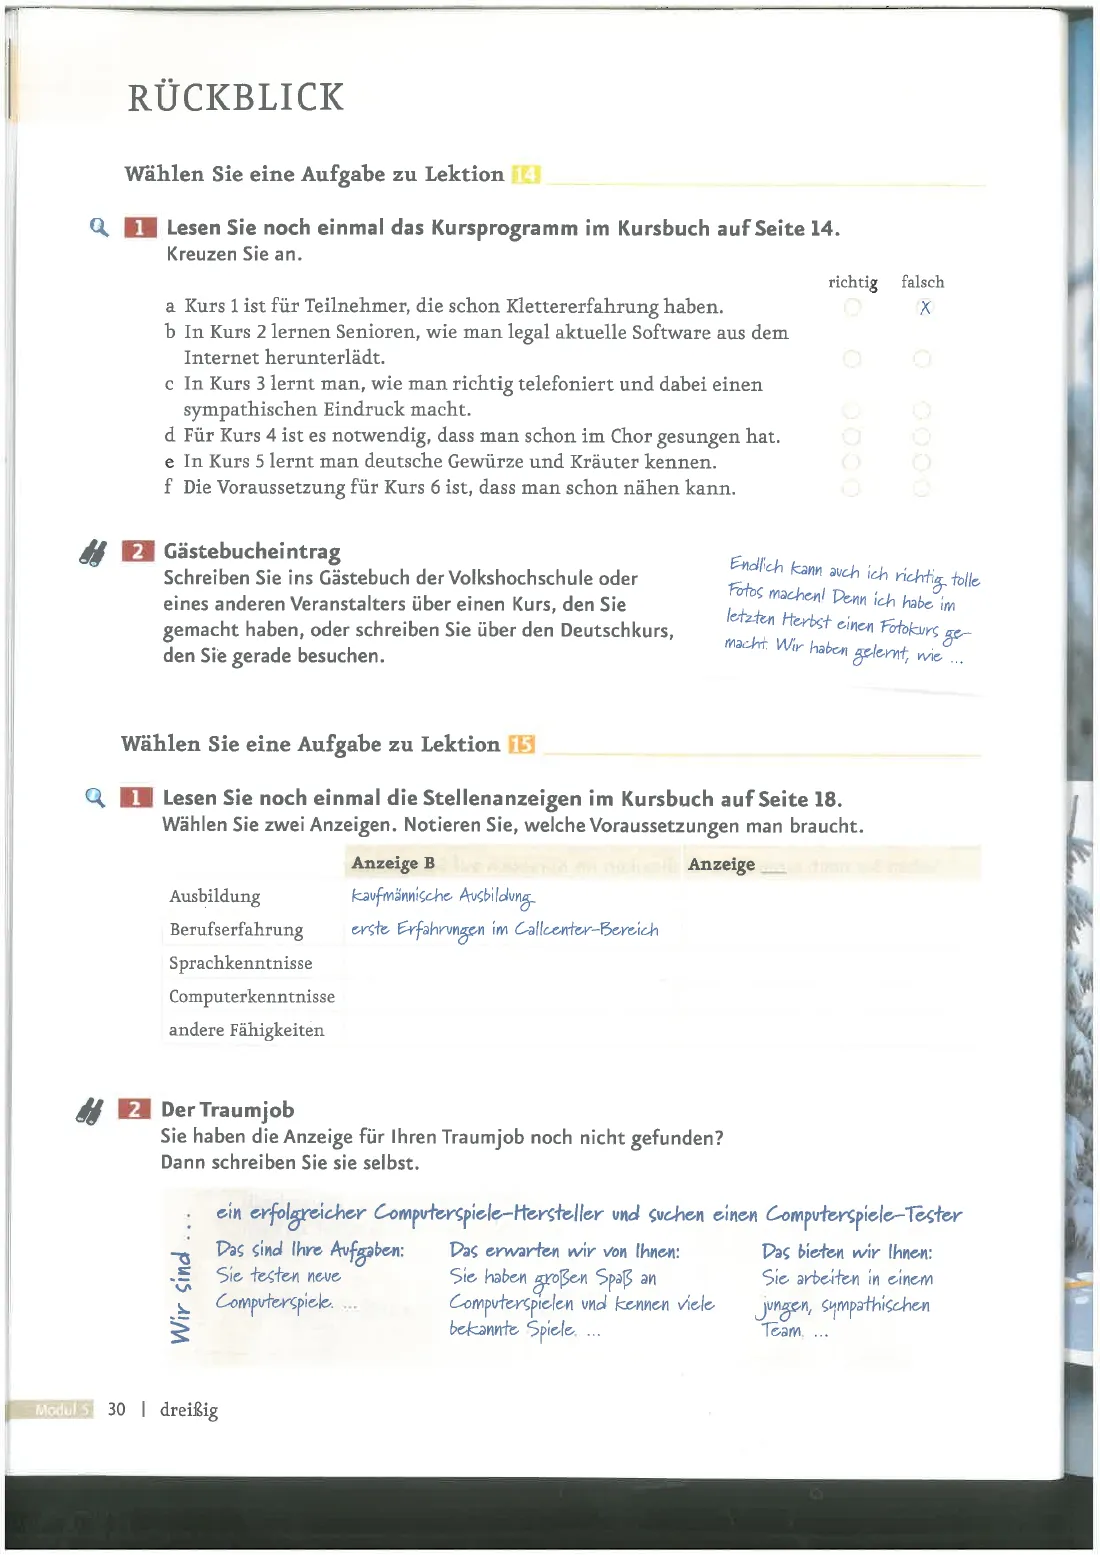 RÜCKBLICK
Wählen Sie eine Aufgabe zu Lektion 14
1 Lesen Sie noch einmal das Kursprogramm im Kursbuch auf Seite 14.
Kreuzen Sie an.
richtig falsch
a Kurs 1 ist für Teilnehmer, die schon Klettererfahrung haben. X
b In Kurs 2 lernen Senioren, wie man legal aktuelle Software aus dem
Internet herunterlädt.
c In Kurs 3 lernt man, wie man richtig telefoniert und dabei einen
sympathischen Eindruck macht.
d Für Kurs 4 ist es notwendig, dass man schon im Chor gesungen hat.
e In Kurs 5 lernt man deutsche Gewürze und Kräuter kennen.
f Die Voraussetzung für Kurs 6 ist, dass man schon nähen kann.
2 Gästebucheintrag
Schreiben Sie ins Gästebuch der Volkshochschule oder
eines anderen Veranstalters über einen Kurs, den Sie
gemacht haben, oder schreiben Sie über den Deutschkurs,
den Sie gerade besuchen.
Endlich kann auch ich richtig tolle
Fotos machen! Denn ich habe im
letzten Herbst einen Fotokurs ge-
macht. Wir haben gelernt, wie ...
Wählen Sie eine Aufgabe zu Lektion 15
1 Lesen Sie noch einmal die Stellenanzeigen im Kursbuch auf Seite 18.
Wählen Sie zwei Anzeigen. Notieren Sie, welche Voraussetzungen man braucht.
Anzeige B Anzeige __
Ausbildung kaufmännische Ausbildung
Berufserfahrung erste Erfahrungen im Callcenter-Bereich
Sprachkenntnisse
Computerkenntnisse
andere Fähigkeiten
2 Der Traumjob
Sie haben die Anzeige für Ihren Traumjob noch nicht gefunden?
Dann schreiben Sie sie selbst.
Wir sind ...
ein erfolgreicher Computerspiele-Hersteller und suchen einen Computerspiele-Tester
Das sind Ihre Aufgaben:
Sie testen neue
Computerspiele. ...
Das erwarten wir von Ihnen:
Sie haben großen Spaß an
Computerspielen und kennen viele
bekannte Spiele. ...
Das bieten wir Ihnen:
Sie arbeiten in einem
jungen, sympathischen
Team. ...
Modul 5 30 | dreißig